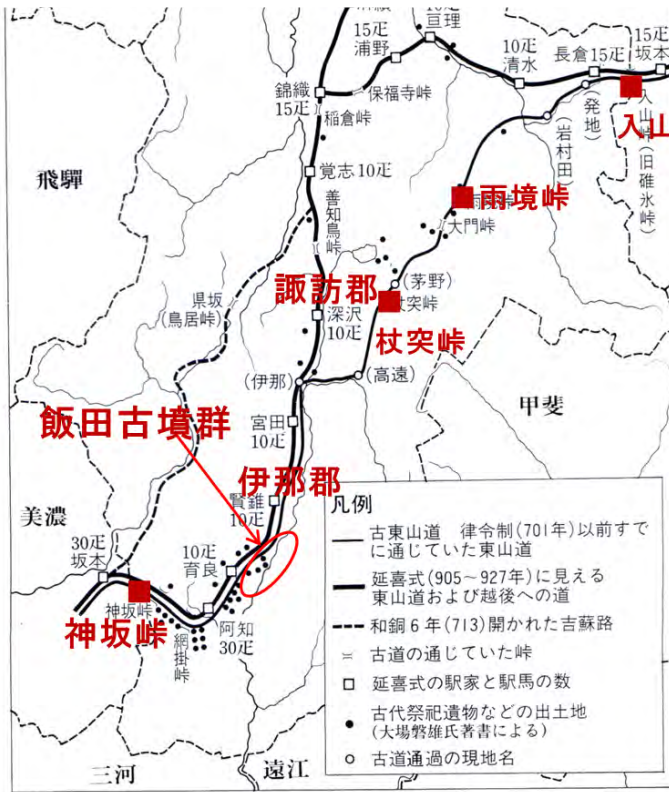 15疋
浦野
10疋
亘理
10疋
清水
長倉15疋
15疋
坂本
錦織
15疋
保福寺峠
稲倉峠
(発地)
(岩村田)
入山
入山峠(旧碓氷峠)
飛驒
覚志10疋
善知鳥峠
雨境峠
大門峠
諏訪郡
(茅野)
杖突峠
県坂
(鳥居峠)
深沢
10疋
杖突峠
(伊那)
(高遠)
甲斐
飯田古墳群
宮田
10疋
伊那郡
美濃
賢錐
10疋
30疋
坂本
10疋
育良
神坂峠
神坂峠
網掛峠
阿知
30疋
三河
遠江
凡例
古東山道 律令制(701年)以前すで
に通じていた東山道
延喜式(905~927年)に見える
東山道および越後への道
和銅6年(713)開かれた吉蘇路
古道の通じていた峠
延喜式の駅家と駅馬の数
古代祭祀遺物などの出土地
(大場磐雄氏著書による)
古道通過の現地名